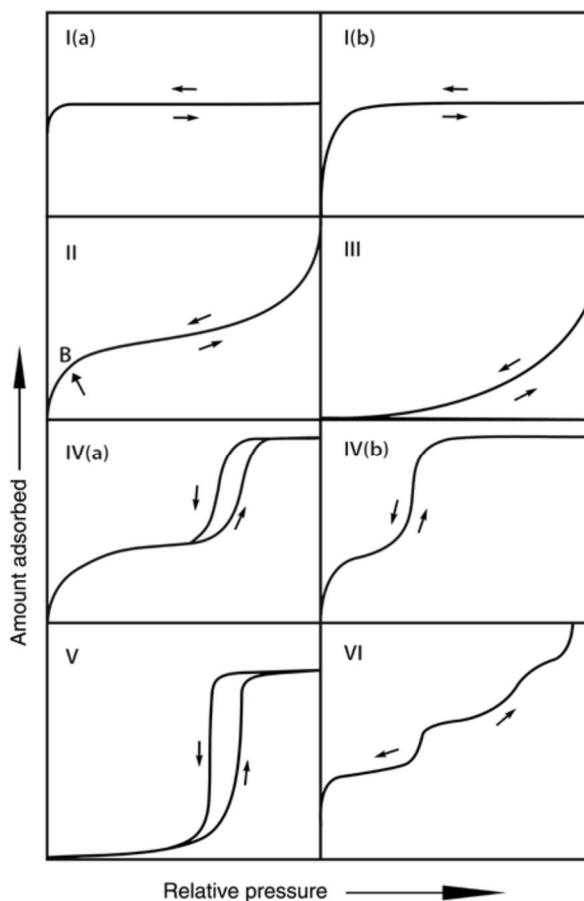 I(a)
I(b)
II
III
B
IV(a)
IV(b)
V
VI
Amount adsorbed
Relative pressure